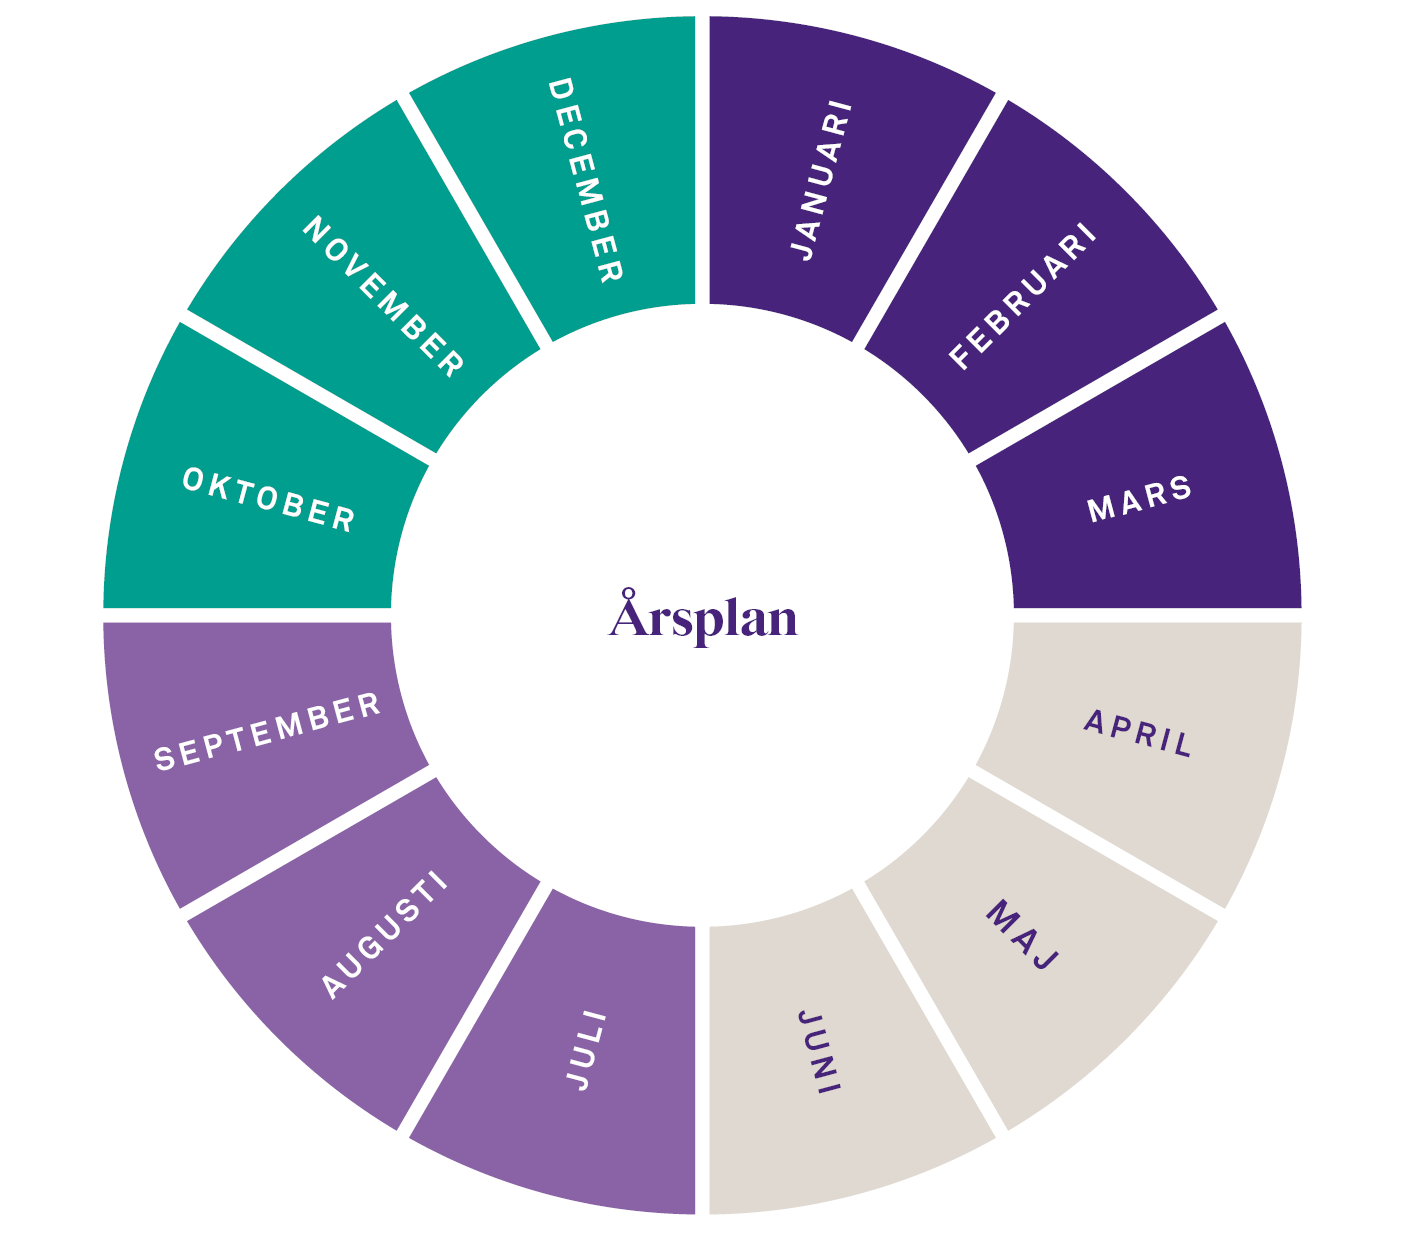 JANUARI
FEBRUARI
MARS
APRIL
MAJ
JUNI
JULI
AUGUSTI
SEPTEMBER
OKTOBER
NOVEMBER
DECEMBER
Årsplan